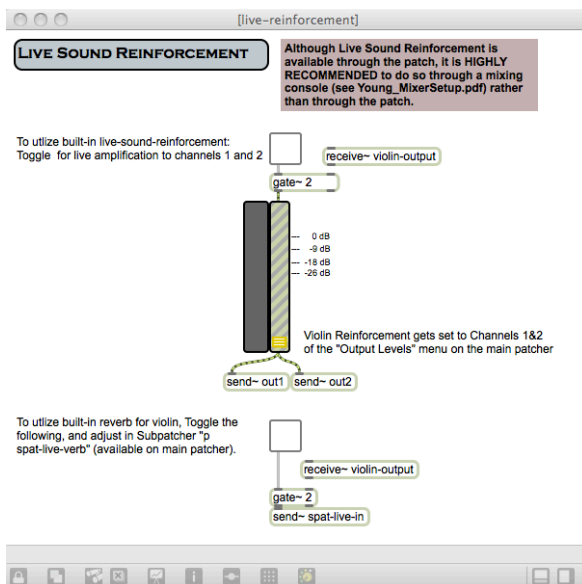 [live-reinforcement]
LIVE SOUND REINFORCEMENT
Although Live Sound Reinforcement is
available through the patch, it is HIGHLY
RECOMMENDED to do so through a mixing
console (see Young_MixerSetup.pdf) rather
than through the patch.
To utlize built-in live-sound-reinforcement:
Toggle for live amplification to channels 1 and 2
receive~ violin-output
gate~ 2
0 dB
-9 dB
-18 dB
-26 dB
Violin Reinforcement gets set to Channels 1&2
of the "Output Levels" menu on the main patcher
send~ out1
send~ out2
To utlize built-in reverb for violin, Toggle the
following, and adjust in Subpatcher "p
spat-live-verb" (available on main patcher).
receive~ violin-output
gate~ 2
send~ spat-live-in